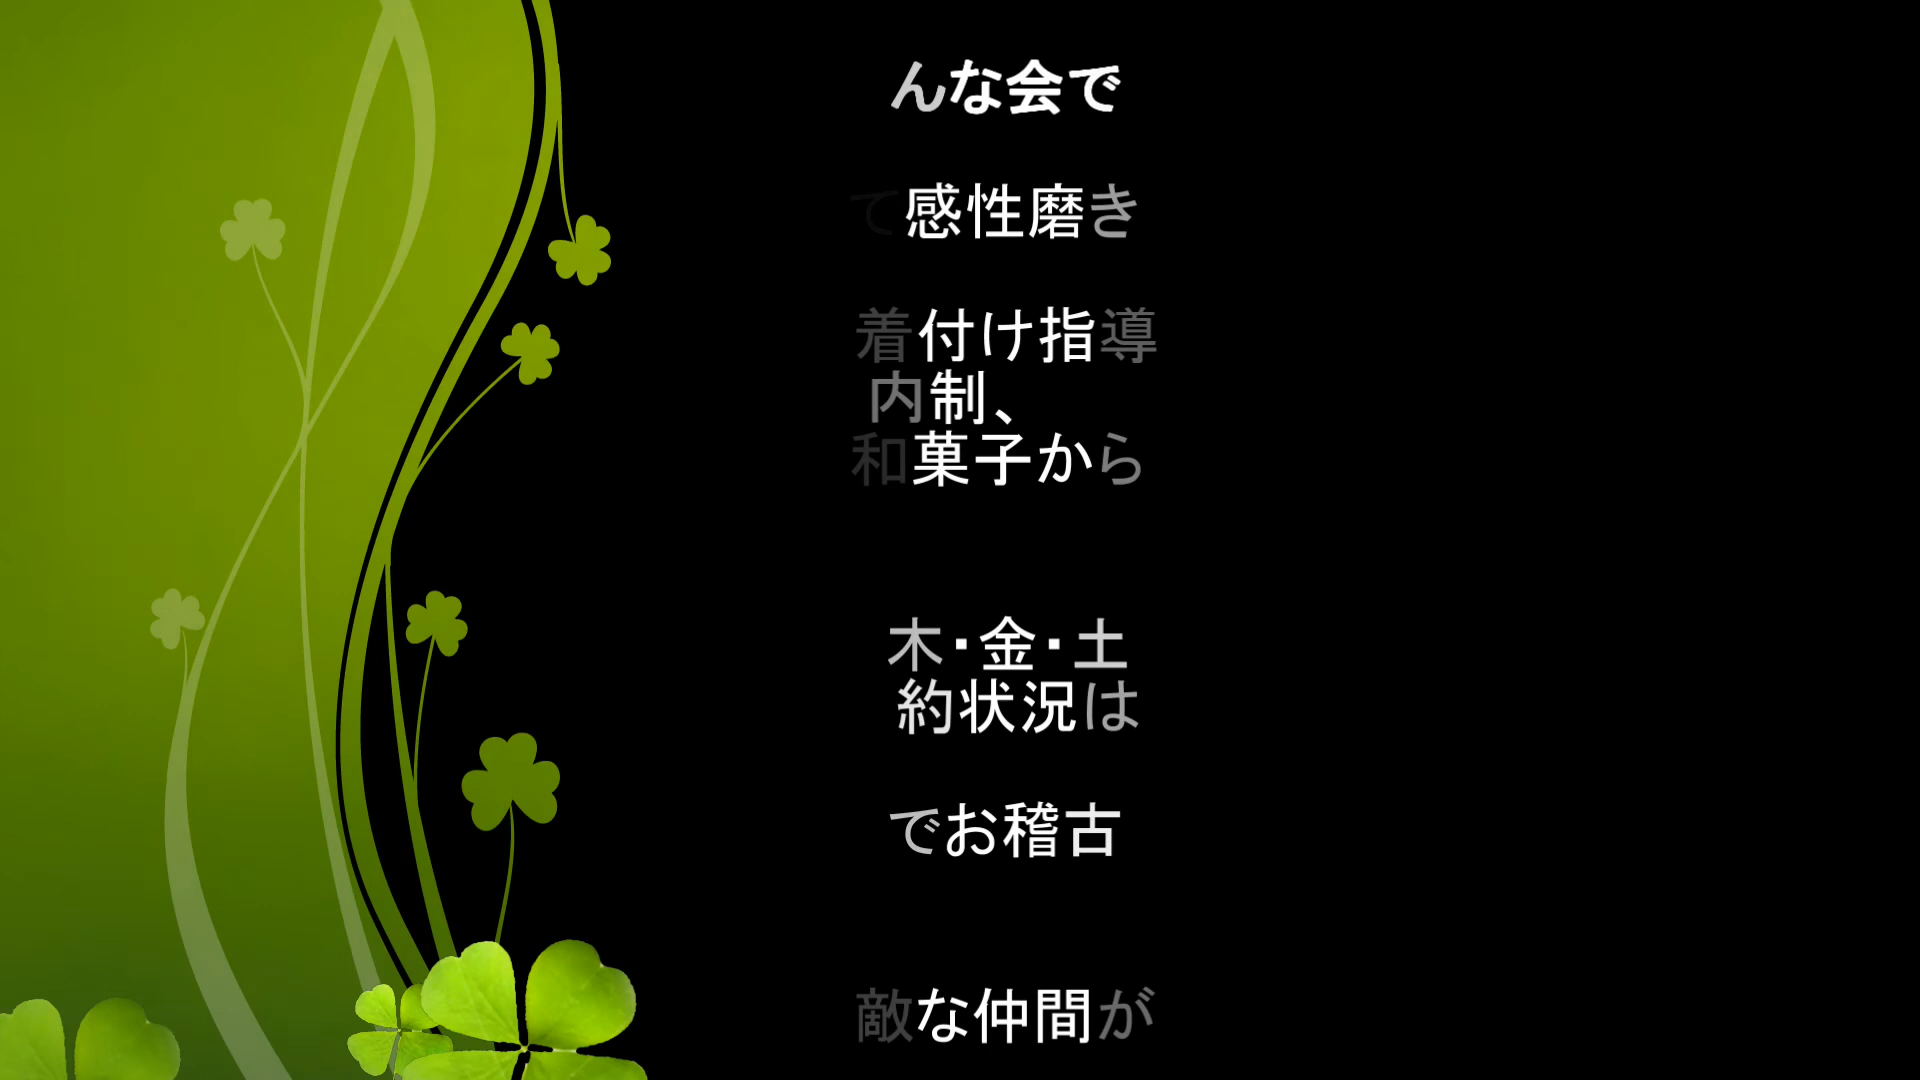 んな会で
て感性磨き
着付け指導
内制、
和菓子から
木・金・土
約状況は
でお稽古
敵な仲間が